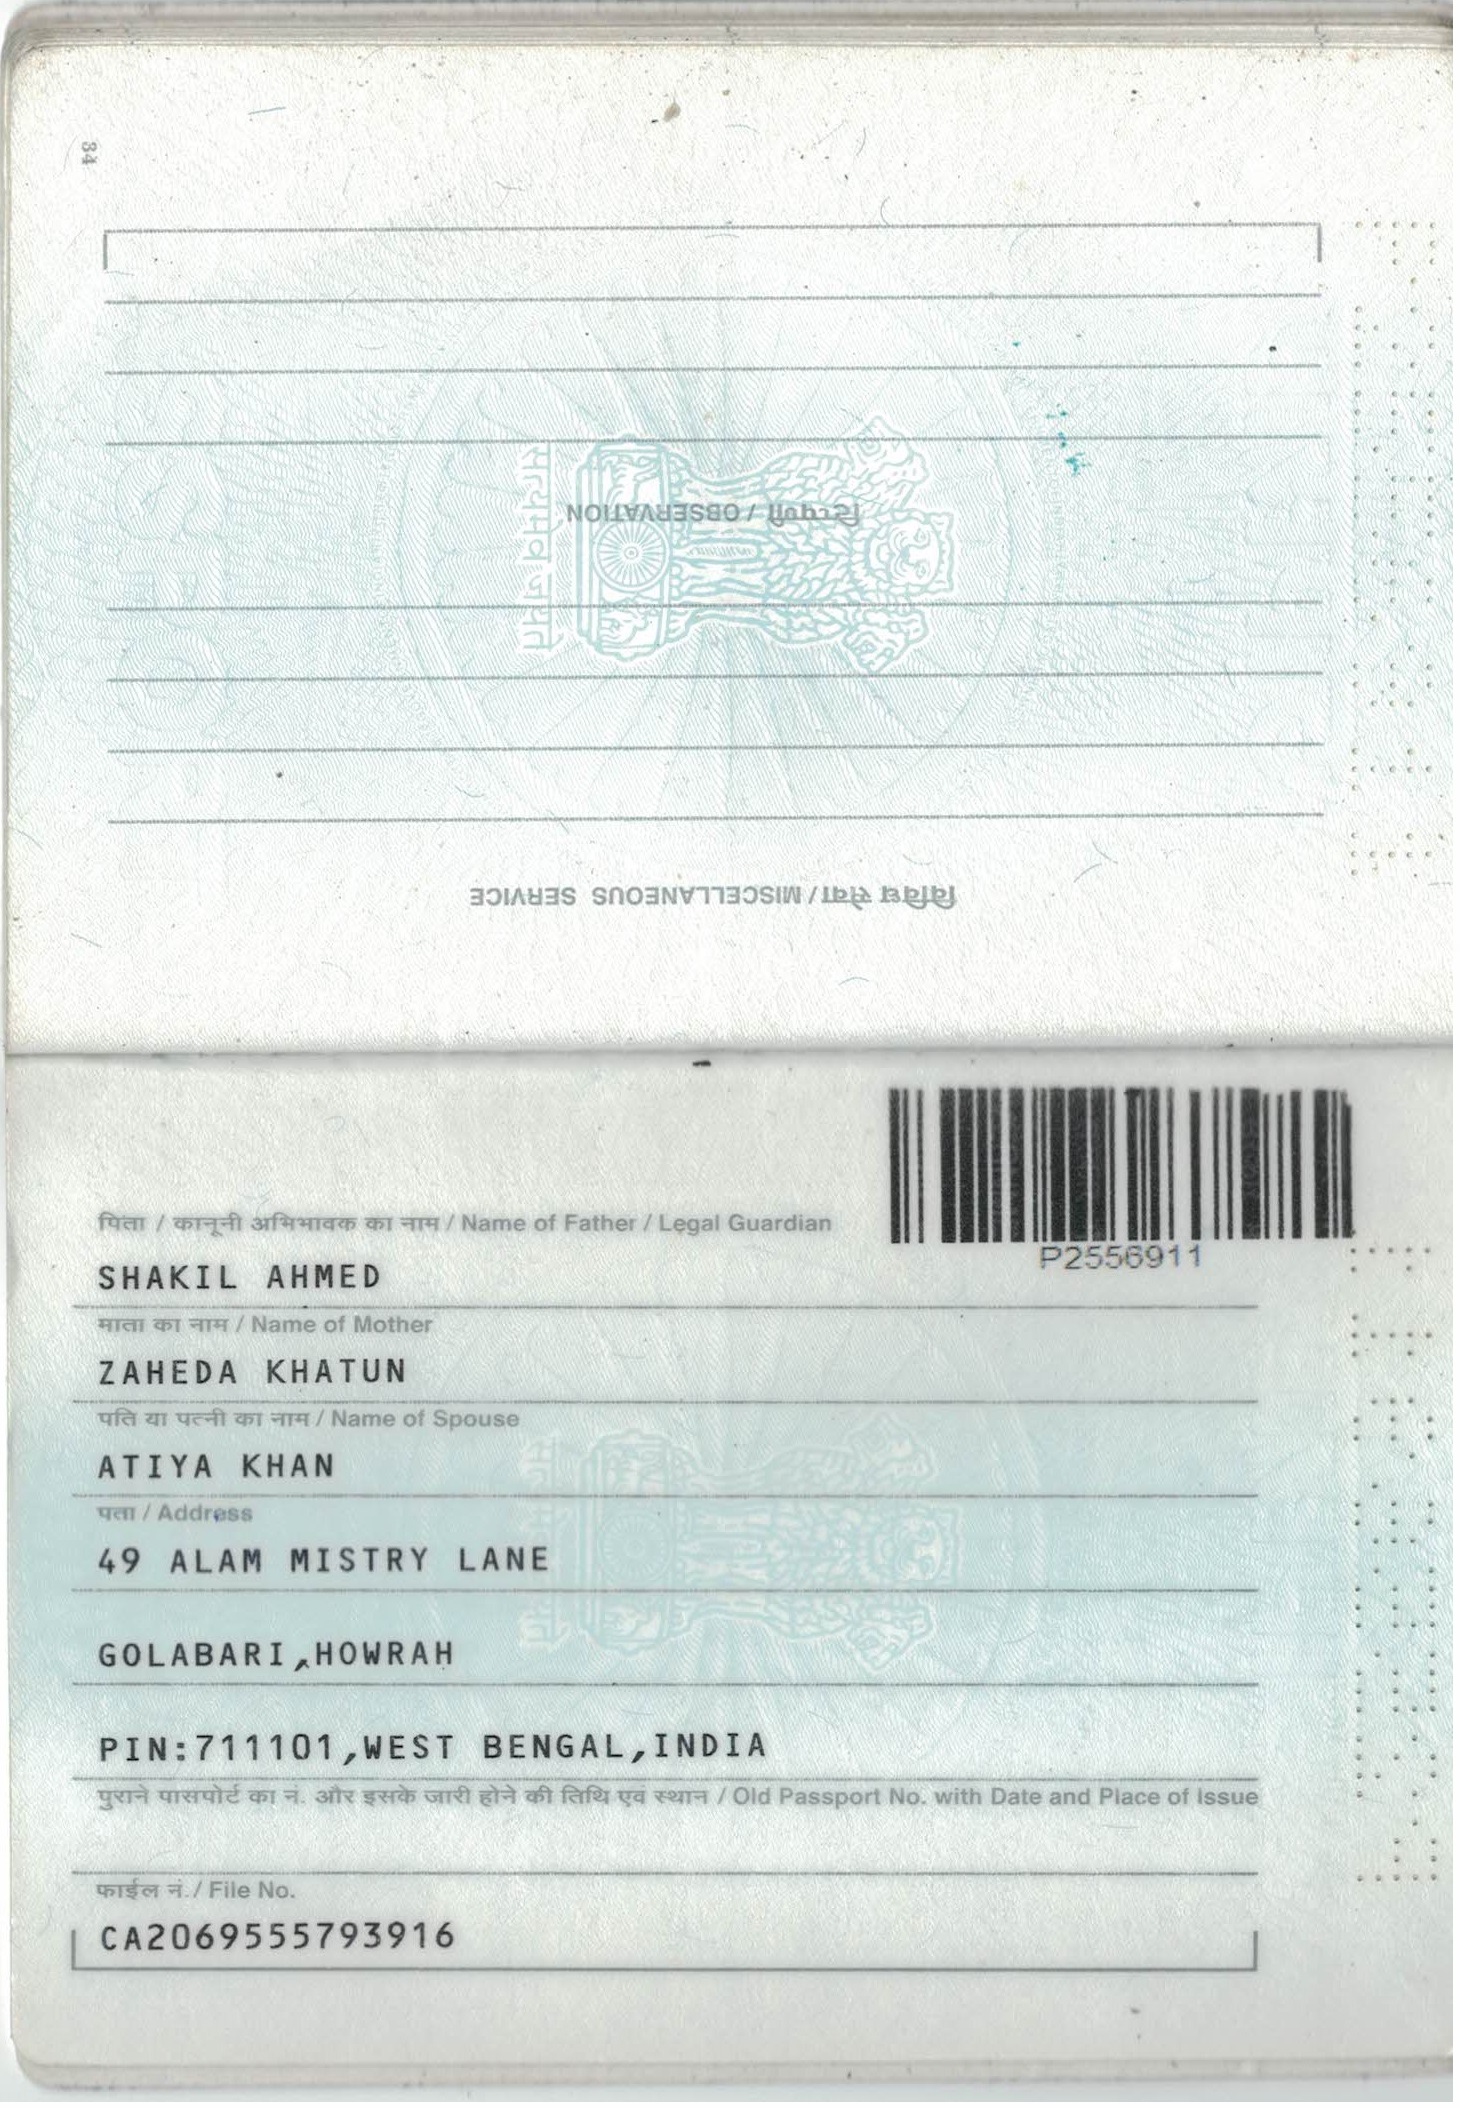 34
टिप्पणी / OBSERVATION
सत्यमेव जयते
विविध सेवा / MISCELLANEOUS SERVICE
P2556911
पिता / कानूनी अभिभावक का नाम / Name of Father / Legal Guardian
SHAKIL AHMED
माता का नाम / Name of Mother
ZAHEDA KHATUN
पति या पत्नी का नाम / Name of Spouse
ATIYA KHAN
पता / Address
49 ALAM MISTRY LANE
GOLABARI,HOWRAH
PIN:711101,WEST BENGAL,INDIA
पुराने पासपोर्ट का नं. और इसके जारी होने की तिथि एवं स्थान / Old Passport No. with Date and Place of Issue
फाईल नं. / File No.
CA2069555793916